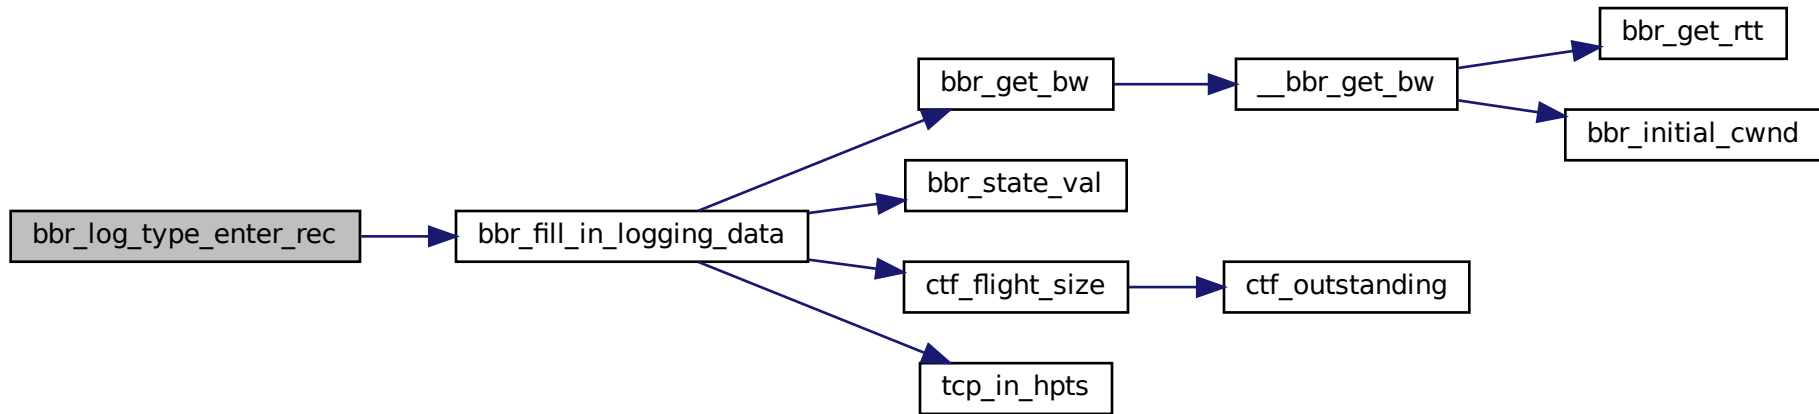 bbr_log_type_enter_rec
bbr_fill_in_logging_data
bbr_get_bw
__bbr_get_bw
bbr_get_rtt
bbr_initial_cwnd
bbr_state_val
ctf_flight_size
ctf_outstanding
tcp_in_hpts